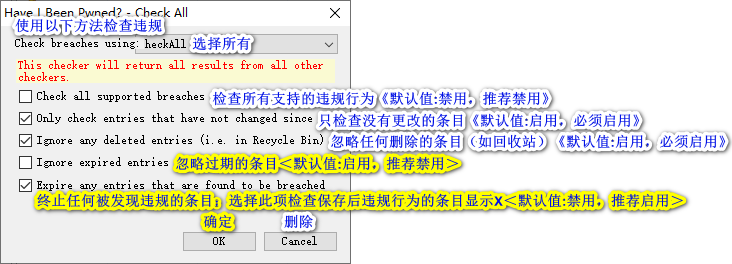 Have I Been Pwned? - Check All
使用以下方法检查违规
Check breaches using: heckAll 选择所有
This checker will return all results from all other
checkers.
Check all supported breaches 检查所有支持的违规行为《默认值:禁用，推荐禁用》
Only check entries that have not changed since 只检查没有更改的条目《默认值:启用，必须启用》
Ignore any deleted entries (i.e. in Recycle Bin) 忽略任何删除的条目（如回收站）《默认值:启用，必须启用》
Ignore expired entries 忽略过期的条目＜默认值:启用，推荐禁用＞
Expire any entries that are found to be breached
终止任何被发现违规的条目；选择此项检查保存后违规行为的条目显示X＜默认值:禁用，推荐启用＞
确定 删除
OK Cancel